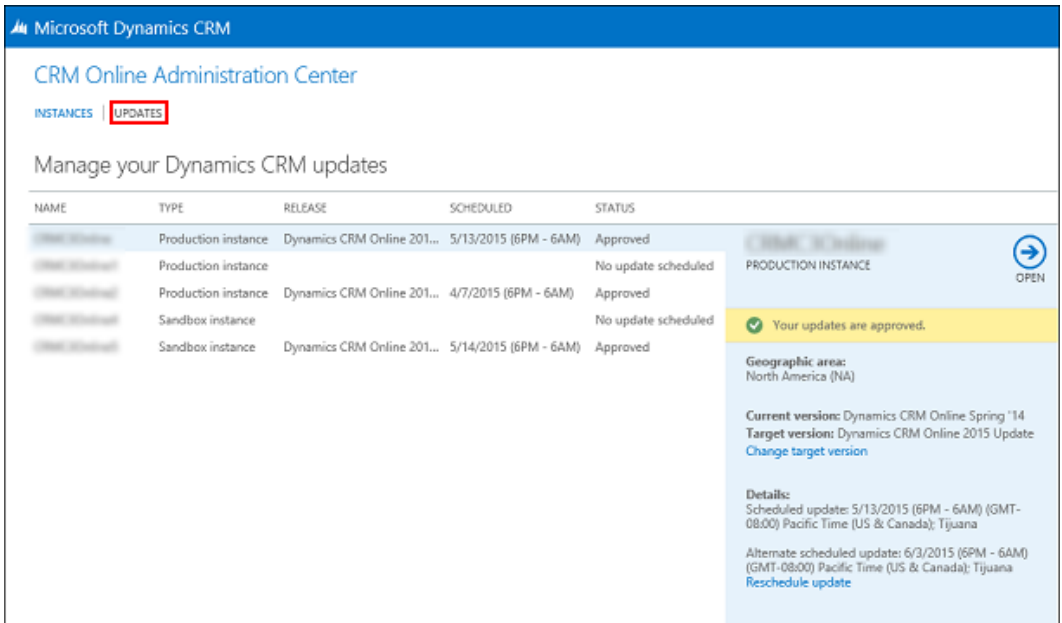 Microsoft Dynamics CRM
CRM Online Administration Center
INSTANCES | UPDATES
Manage your Dynamics CRM updates
NAME TYPE RELEASE SCHEDULED STATUS
Production instance Dynamics CRM Online 201... 5/13/2015 (6PM - 6AM) Approved
Production instance No update scheduled
Production instance Dynamics CRM Online 201... 4/7/2015 (6PM - 6AM) Approved
Sandbox instance No update scheduled
Sandbox instance Dynamics CRM Online 201... 5/14/2015 (6PM - 6AM) Approved
PRODUCTION INSTANCE
OPEN
Your updates are approved.
Geographic area:
North America (NA)
Current version: Dynamics CRM Online Spring '14
Target version: Dynamics CRM Online 2015 Update
Change target version
Details:
Scheduled update: 5/13/2015 (6PM - 6AM) (GMT-
08:00) Pacific Time (US & Canada); Tijuana
Alternate scheduled update: 6/3/2015 (6PM - 6AM)
(GMT-08:00) Pacific Time (US & Canada); Tijuana
Reschedule update